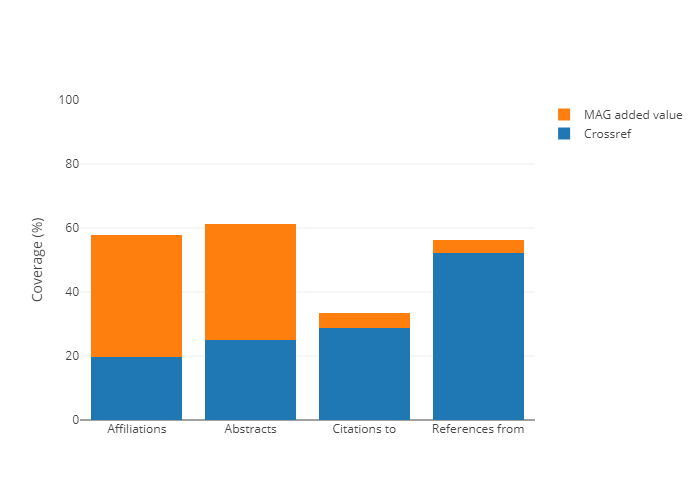 100
80
60
40
20
0
Coverage (%)
Affiliations
Abstracts
Citations to
References from
MAG added value
Crossref